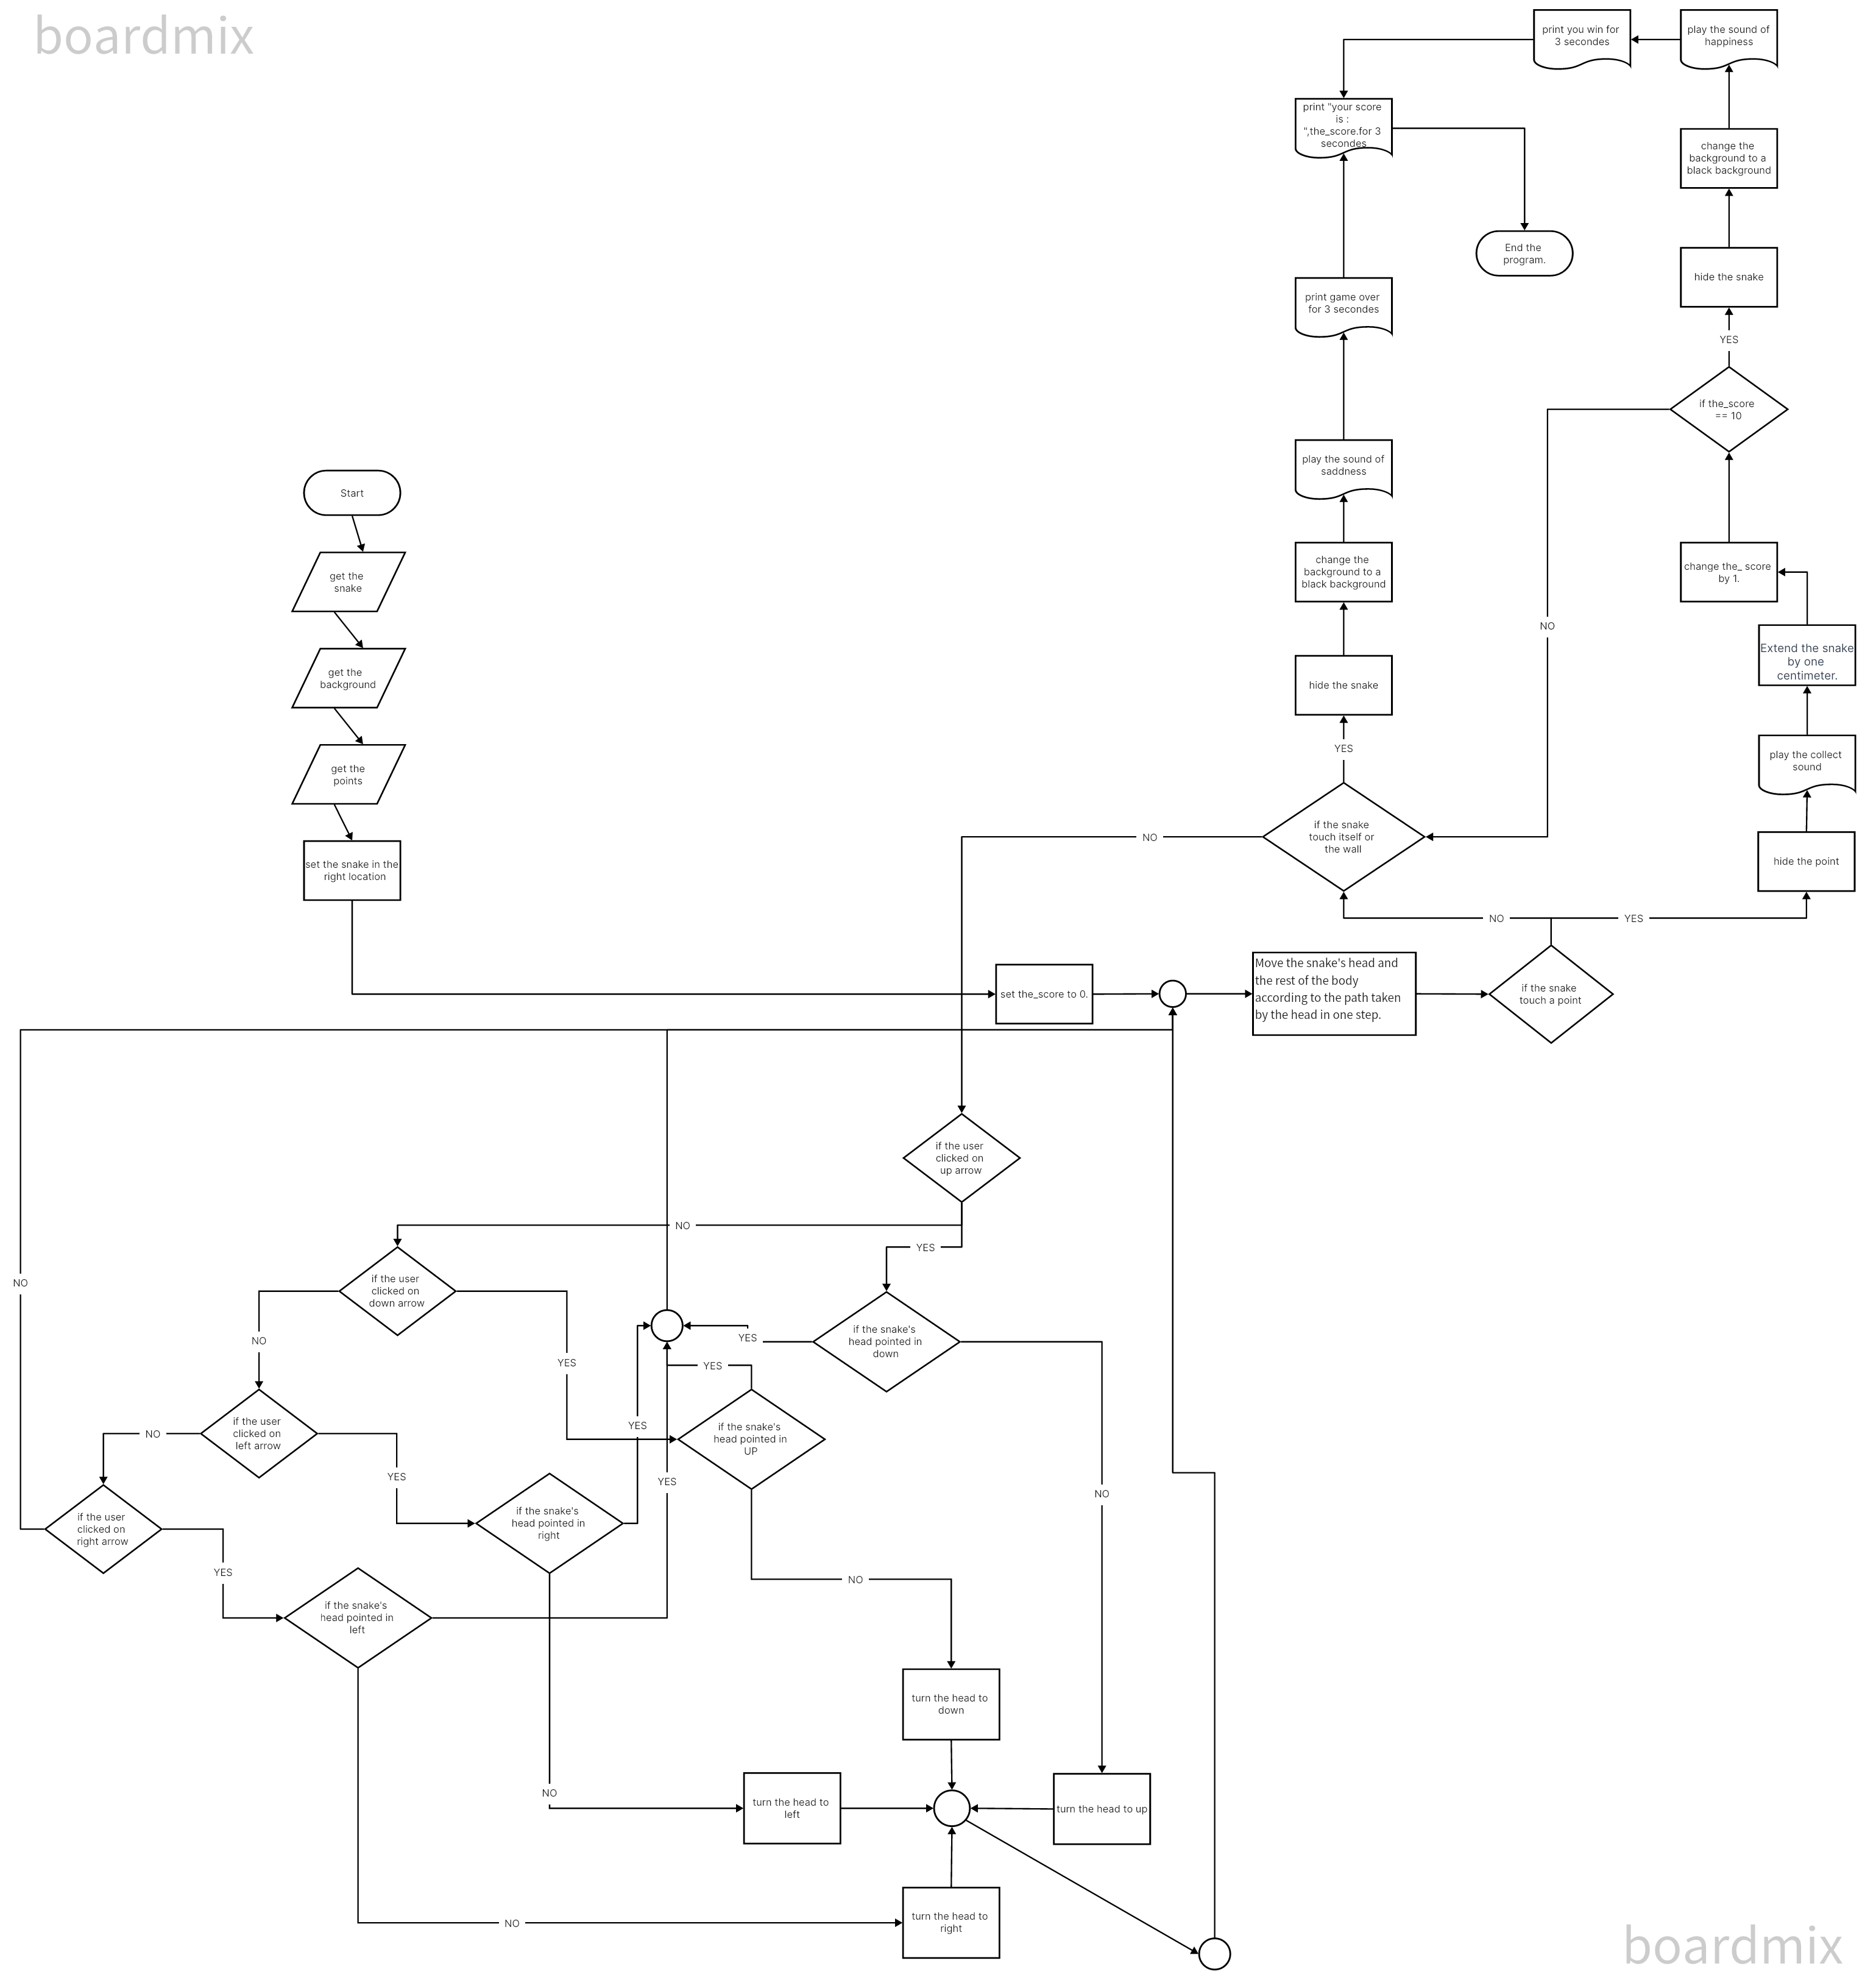 boardmix
print you win for
3 secondes
play the sound of
happiness
print "your score
is :
",the_score.for 3
secondes
change the
background to a
black background
End the
program.
hide the snake
print game over
for 3 secondes
YES
if the_score
== 10
play the sound of
saddness
Start
change the
background to a
black background
change the_ score
by 1.
get the
snake
NO
Extend the snake
by one
centimeter.
get the
background
hide the snake
YES
play the collect
sound
get the
points
if the snake
touch itself or
the wall
NO
hide the point
set the snake in the
right location
NO
YES
set the_score to 0.
Move the snake's head and
the rest of the body
according to the path taken
by the head in one step.
if the snake
touch a point
if the user
clicked on
up arrow
NO
YES
NO
if the user
clicked on
down arrow
NO
YES
YES
if the snake's
head pointed in
down
YES
if the user
clicked on
left arrow
NO
YES
YES
if the snake's
head pointed in
UP
YES
NO
if the user
clicked on
right arrow
if the snake's
head pointed in
right
YES
NO
if the snake's
head pointed in
left
turn the head to
down
NO
turn the head to
left
turn the head to up
NO
turn the head to
right
boardmix